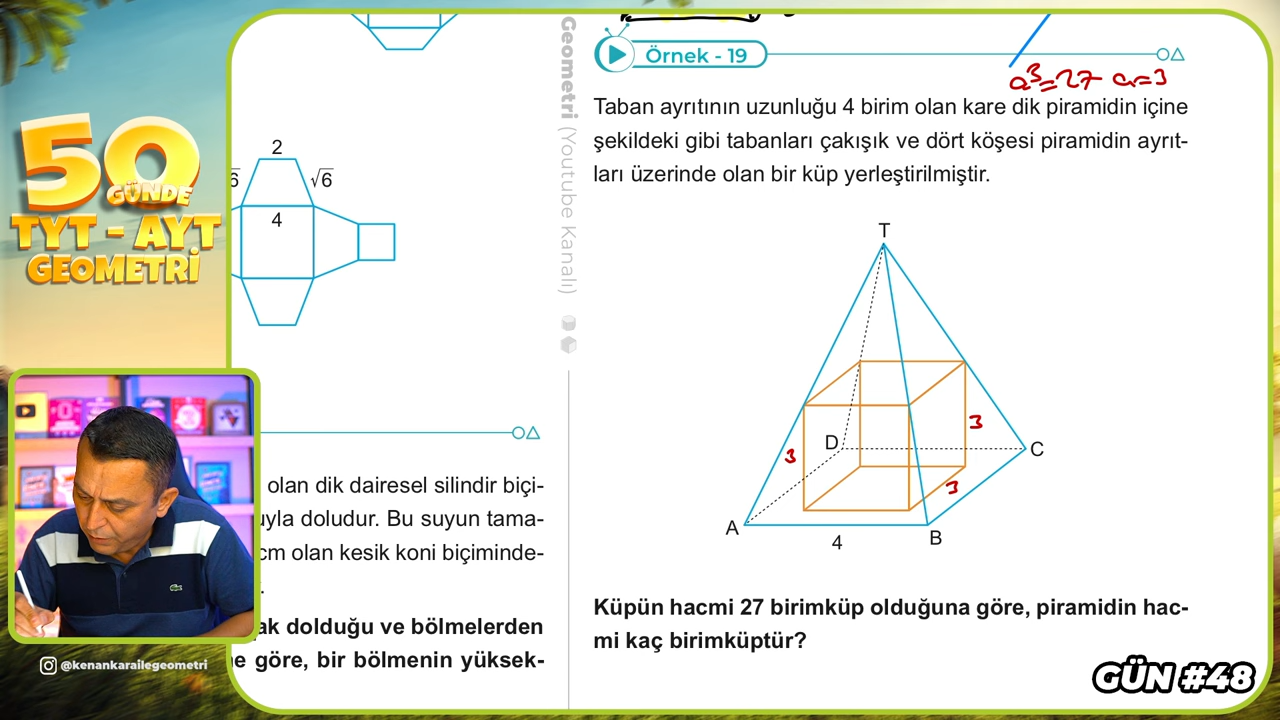 50
GÜNDE
TYT - AYT
GEOMETRİ
@kenankarailegeometri
2
√6
4
olan dik dairesel silindir biçi-
uyla doludur. Bu suyun tama-
cm olan kesik koni biçiminde-
ak dolduğu ve bölmelerden
göre, bir bölmenin yüksek-
Geometri (Youtube Kanalı)
Örnek - 19
a³=27 a=3
Taban ayrıtının uzunluğu 4 birim olan kare dik piramidin içine
şekildeki gibi tabanları çakışık ve dört köşesi piramidin ayrıt-
ları üzerinde olan bir küp yerleştirilmiştir.
T
3
D
C
3
3
A
B
4
Küpün hacmi 27 birimküp olduğuna göre, piramidin hac-
mi kaç birimküptür?
GÜN #48